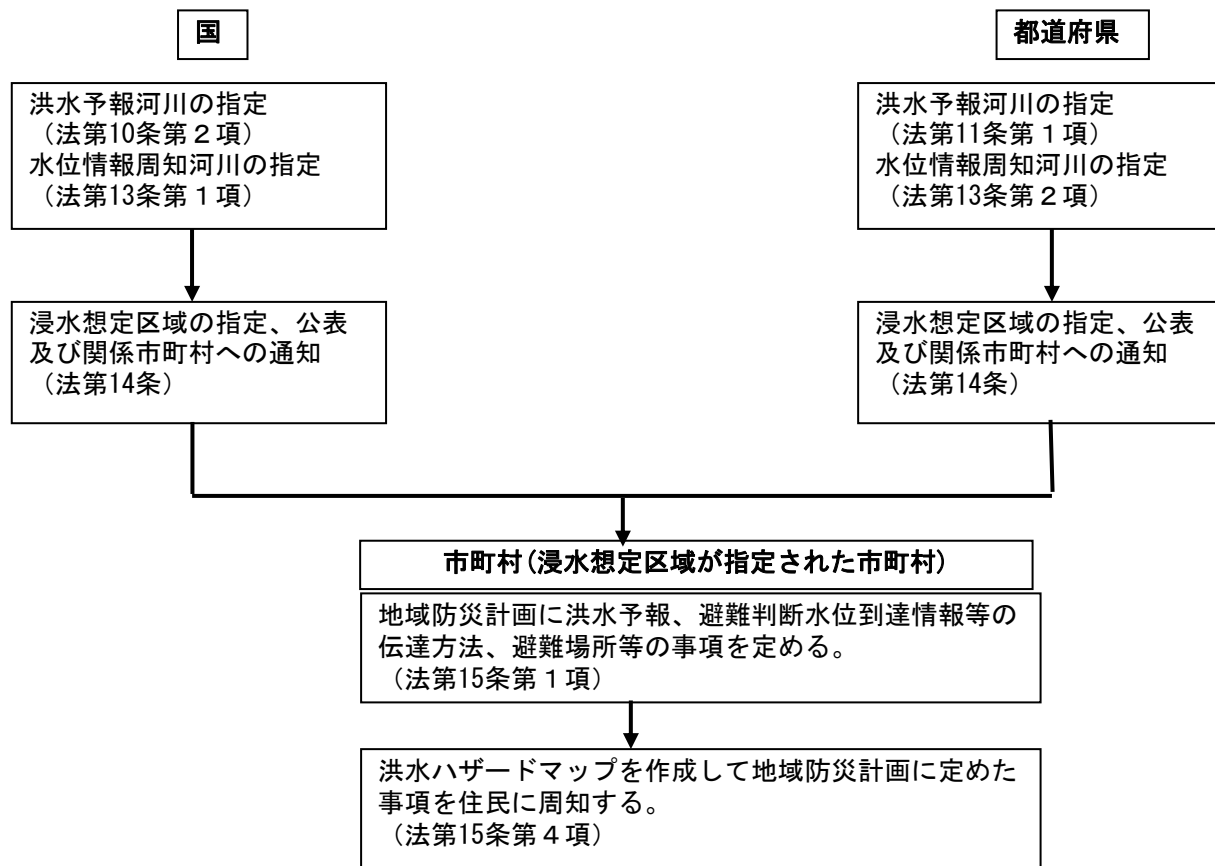 国
洪水予報河川の指定
（法第10条第２項）
水位情報周知河川の指定
（法第13条第１項）
浸水想定区域の指定、公表
及び関係市町村への通知
（法第14条）
都道府県
洪水予報河川の指定
（法第11条第１項）
水位情報周知河川の指定
（法第13条第２項）
浸水想定区域の指定、公表
及び関係市町村への通知
（法第14条）
市町村(浸水想定区域が指定された市町村)
地域防災計画に洪水予報、避難判断水位到達情報等の
伝達方法、避難場所等の事項を定める。
（法第15条第１項）
洪水ハザードマップを作成して地域防災計画に定めた
事項を住民に周知する。
（法第15条第４項）